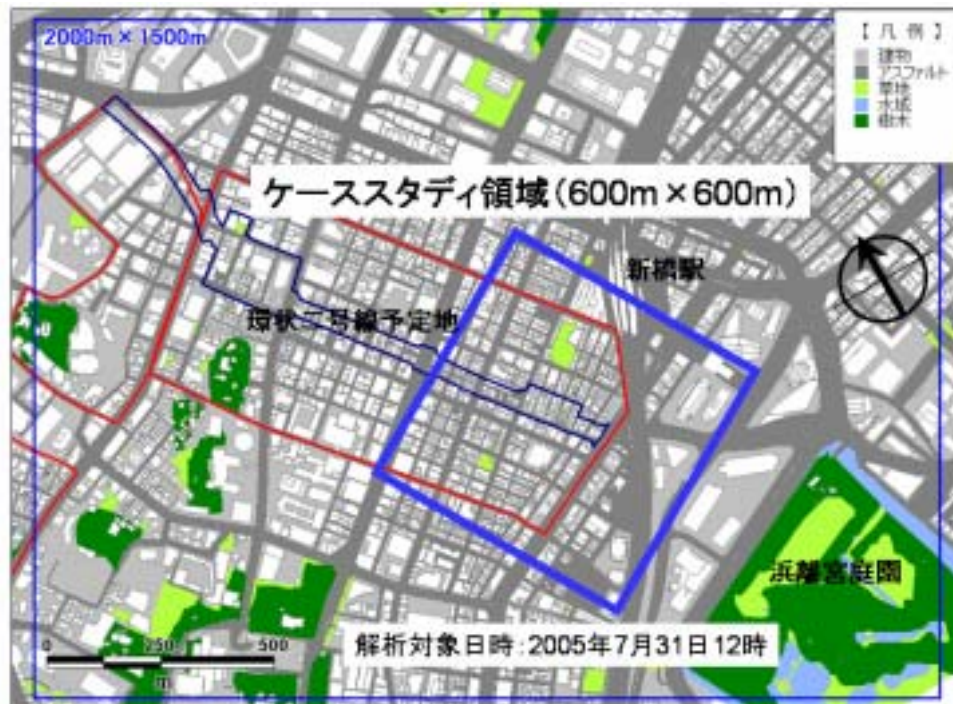 2000m×1500m
【凡例】
建物
アスファルト
草地
水域
樹木
ケーススタディ領域(600m×600m)
新橋駅
環状二号線予定地
浜離宮庭園
解析対象日時:2005年7月31日12時
0 250 500
m